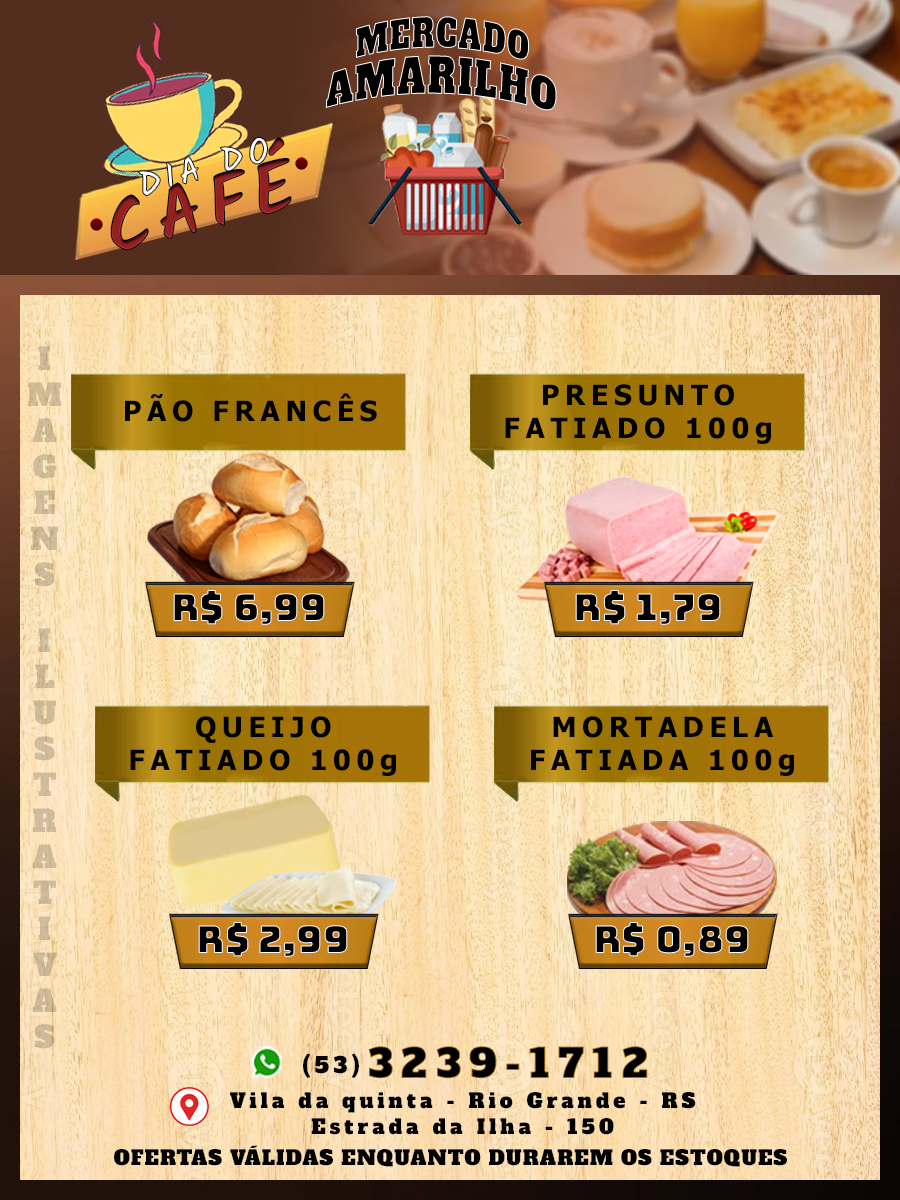 MERCADO
AMARILHO
DIA DO
CAFÉ
IMAGENS ILUSTRATIVAS
PÃO FRANCÊS
R$ 6,99
PRESUNTO
FATIADO 100g
R$ 1,79
QUEIJO
FATIADO 100g
R$ 2,99
MORTADELA
FATIADA 100g
R$ 0,89
(53) 3239-1712
Vila da quinta - Rio Grande - RS
Estrada da Ilha - 150
OFERTAS VÁLIDAS ENQUANTO DURAREM OS ESTOQUES